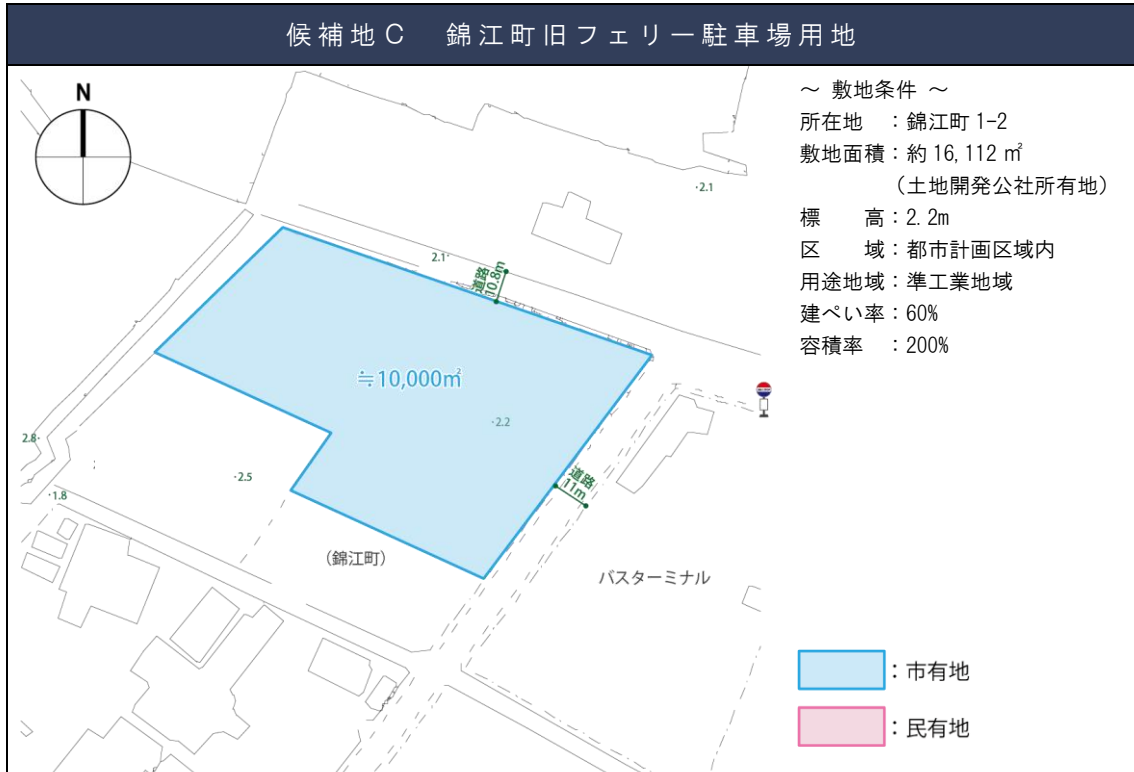 候補地C 錦江町旧フェリー駐車場用地
N
~ 敷地条件 ~
所在地 :錦江町 1-2
敷地面積:約 16,112 ㎡
(土地開発公社所有地)
標 高:2.2m
区 域:都市計画区域内
用途地域:準工業地域
建ぺい率:60%
容積率 :200%
・2.1
2.1・
道路
10.8m
≒10,000㎡
・2.2
2.8・
・2.5
・1.8
道路
11m
(錦江町)
バスターミナル
:市有地
:民有地